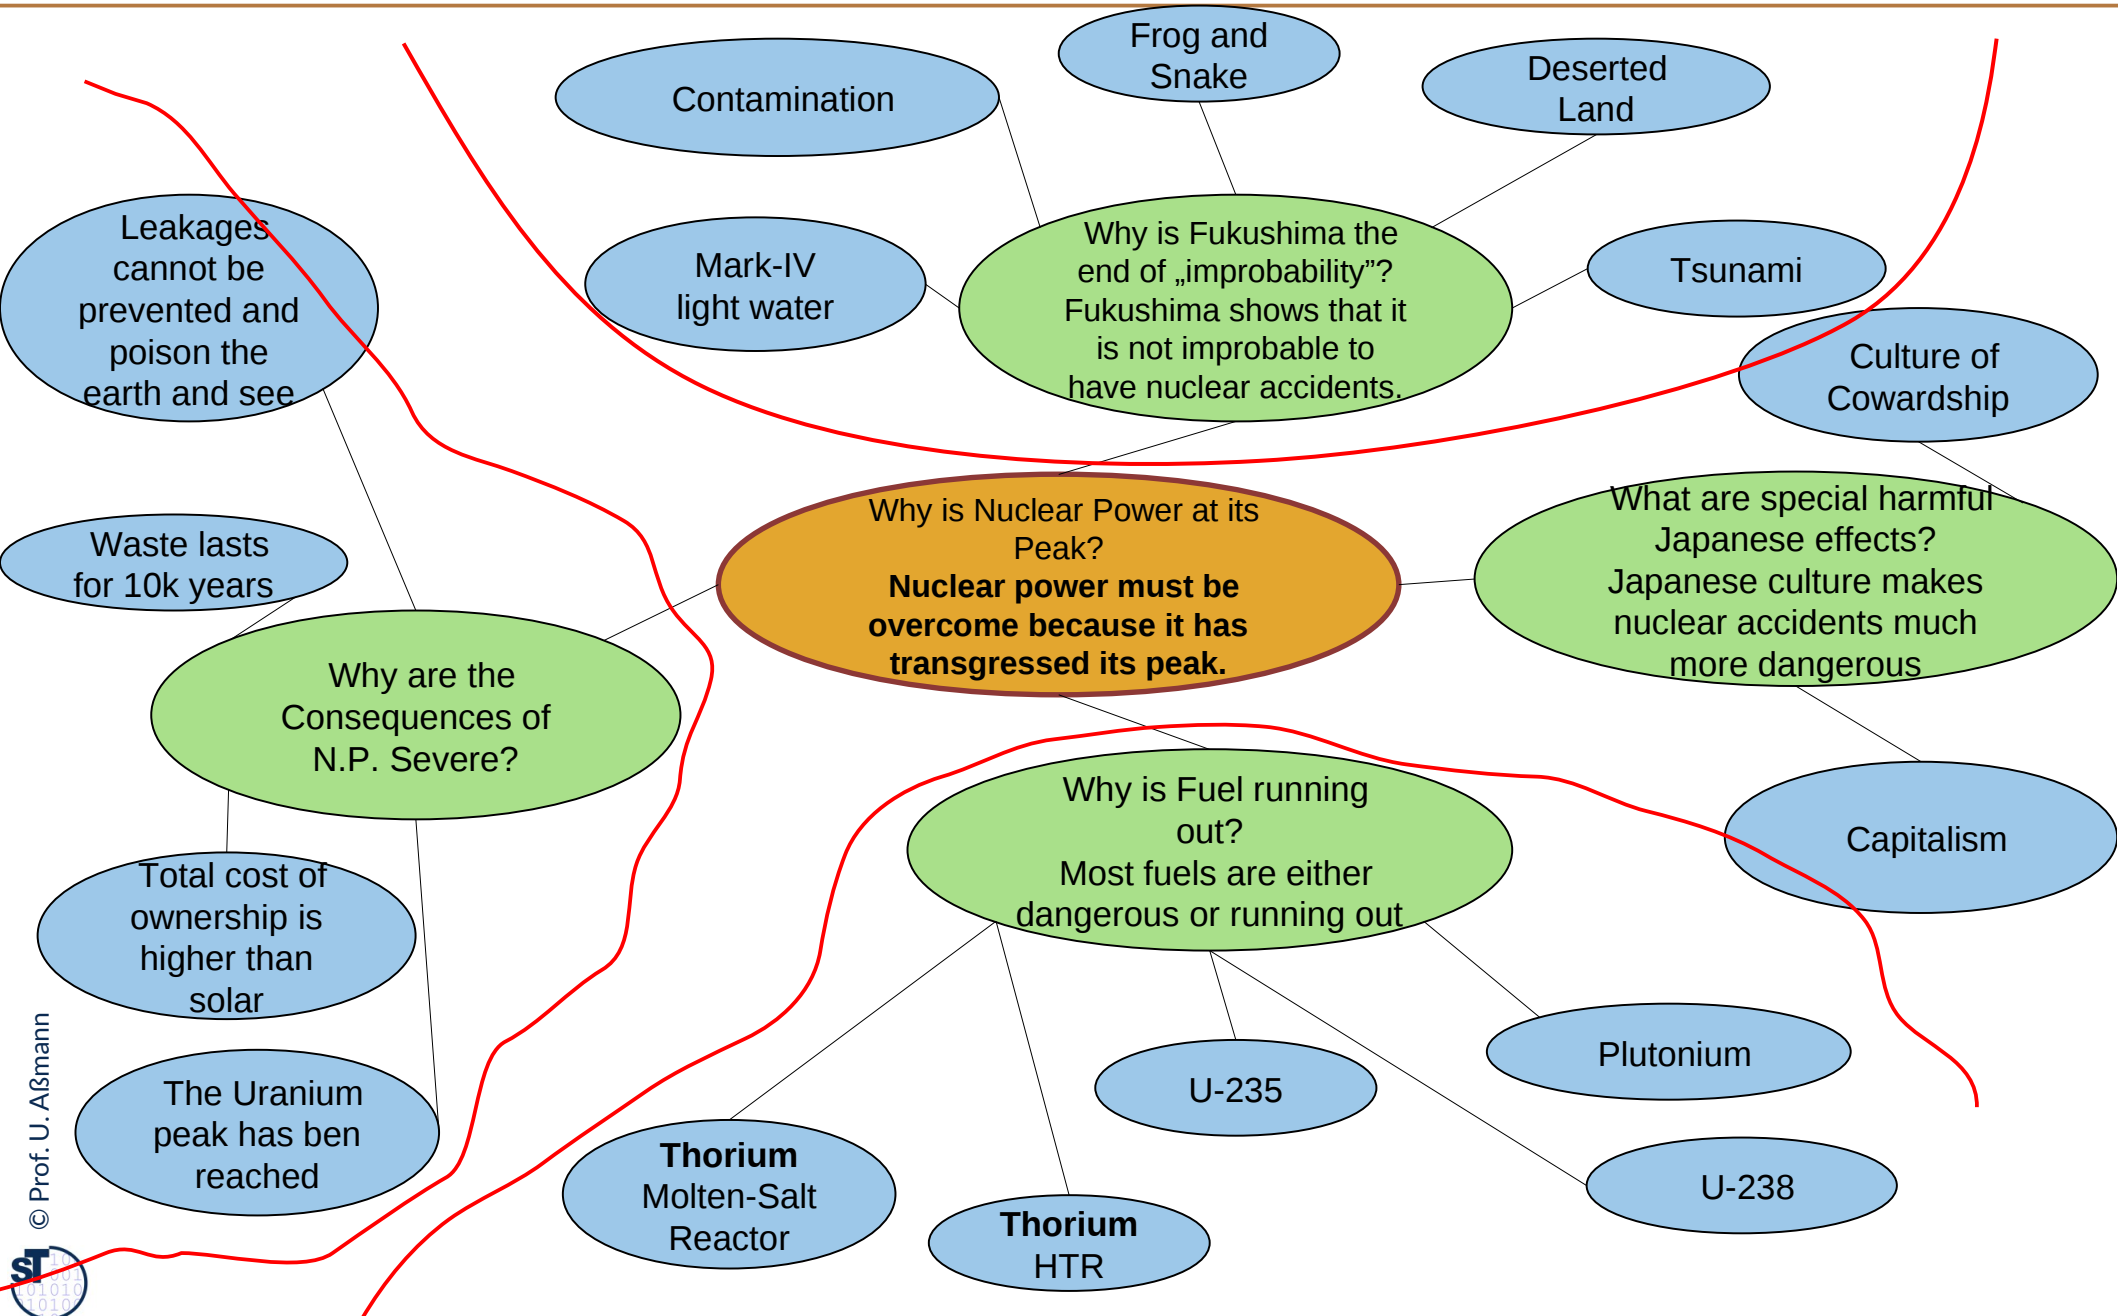 Frog and
Snake
Contamination
Deserted
Land
Leakages
cannot be
prevented and
poison the
earth and see
Mark-IV
light water
Why is Fukushima the
end of „improbability”?
Fukushima shows that it
is not improbable to
have nuclear accidents.
Tsunami
Culture of
Cowardship
Waste lasts
for 10k years
Why is Nuclear Power at its
Peak?
Nuclear power must be
overcome because it has
transgressed its peak.
What are special harmful
Japanese effects?
Japanese culture makes
nuclear accidents much
more dangerous
Why are the
Consequences of
N.P. Severe?
Why is Fuel running
out?
Most fuels are either
dangerous or running out
Capitalism
Total cost of
ownership is
higher than
solar
The Uranium
peak has ben
reached
Thorium
Molten-Salt
Reactor
Thorium
HTR
U-235
Plutonium
U-238
© Prof. U. Aßmann
ST